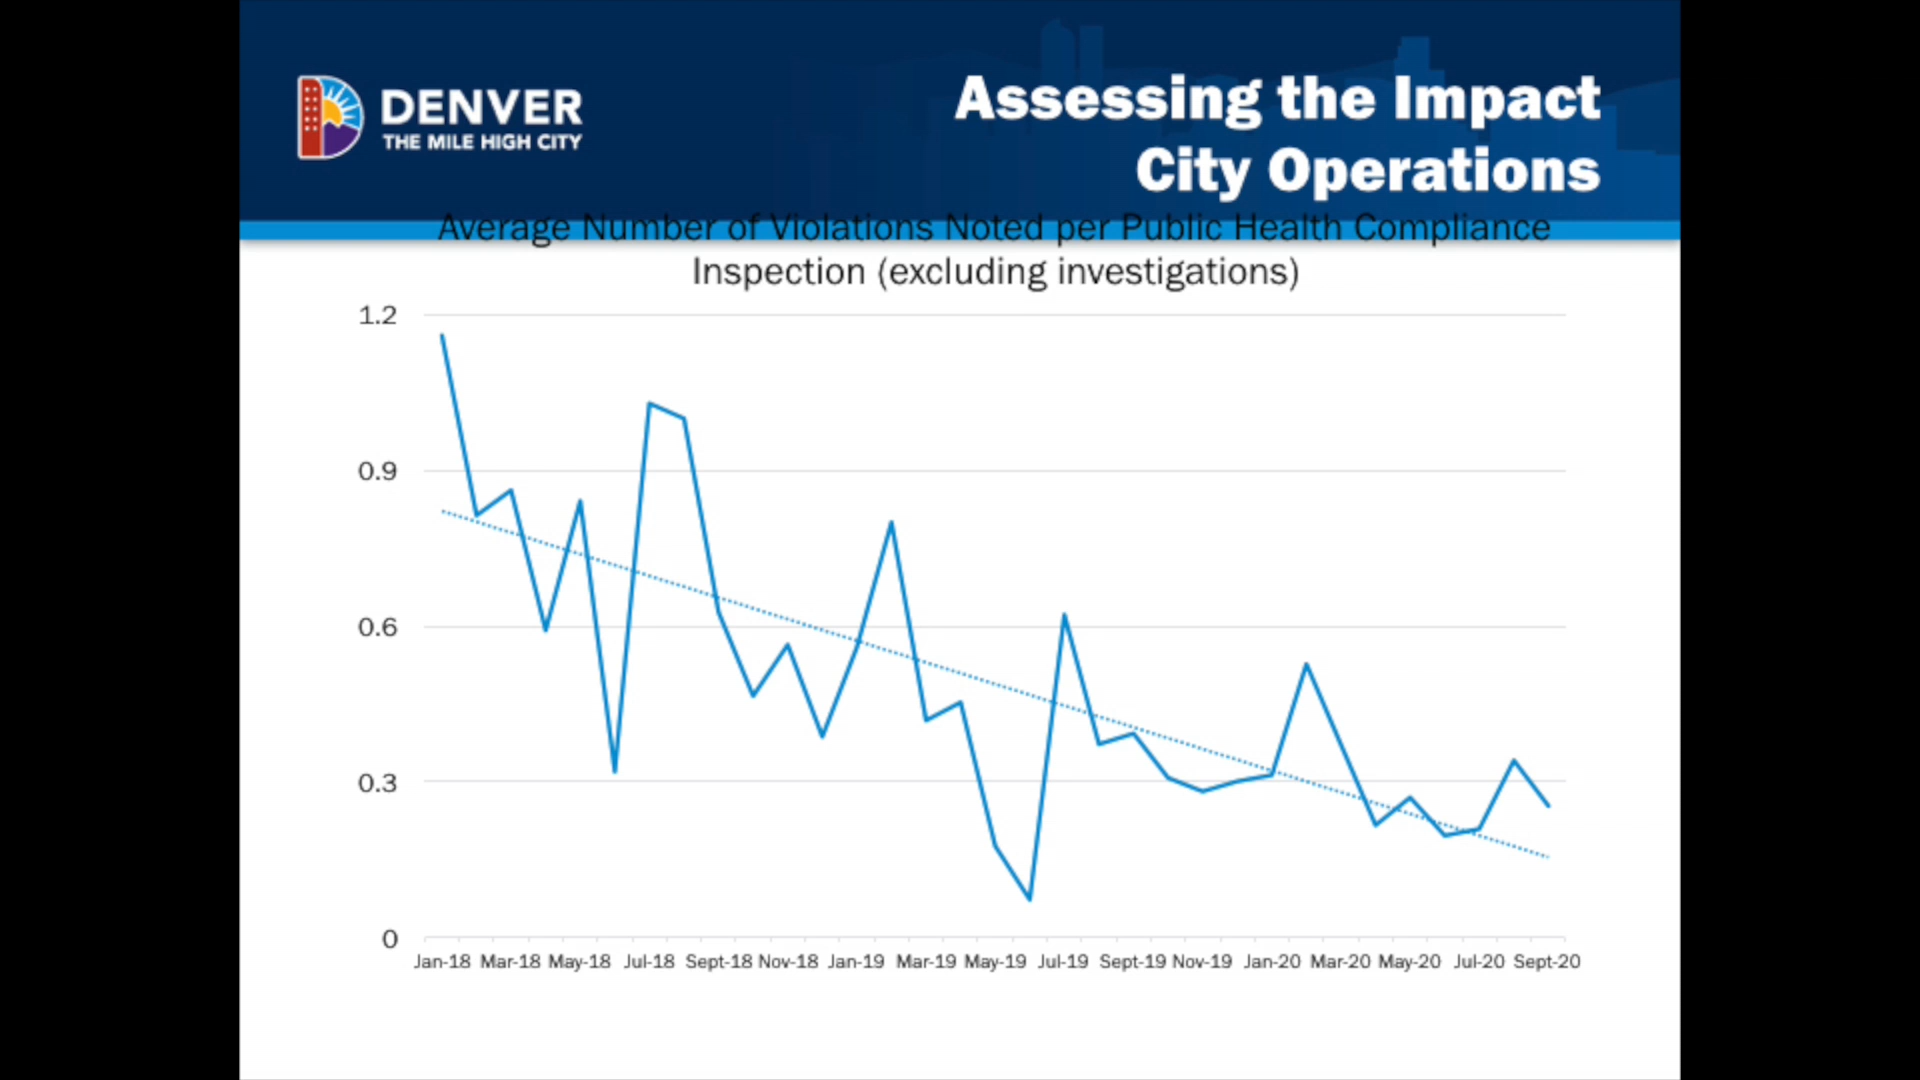 DENVER
THE MILE HIGH CITY
Assessing the Impact
City Operations
Average Number of Violations Noted per Public Health Compliance
Inspection (excluding investigations)
1.2
0.9
0.6
0.3
0
Jan-18 Mar-18 May-18 Jul-18 Sept-18 Nov-18 Jan-19 Mar-19 May-19 Jul-19 Sept-19 Nov-19 Jan-20 Mar-20 May-20 Jul-20 Sept-20